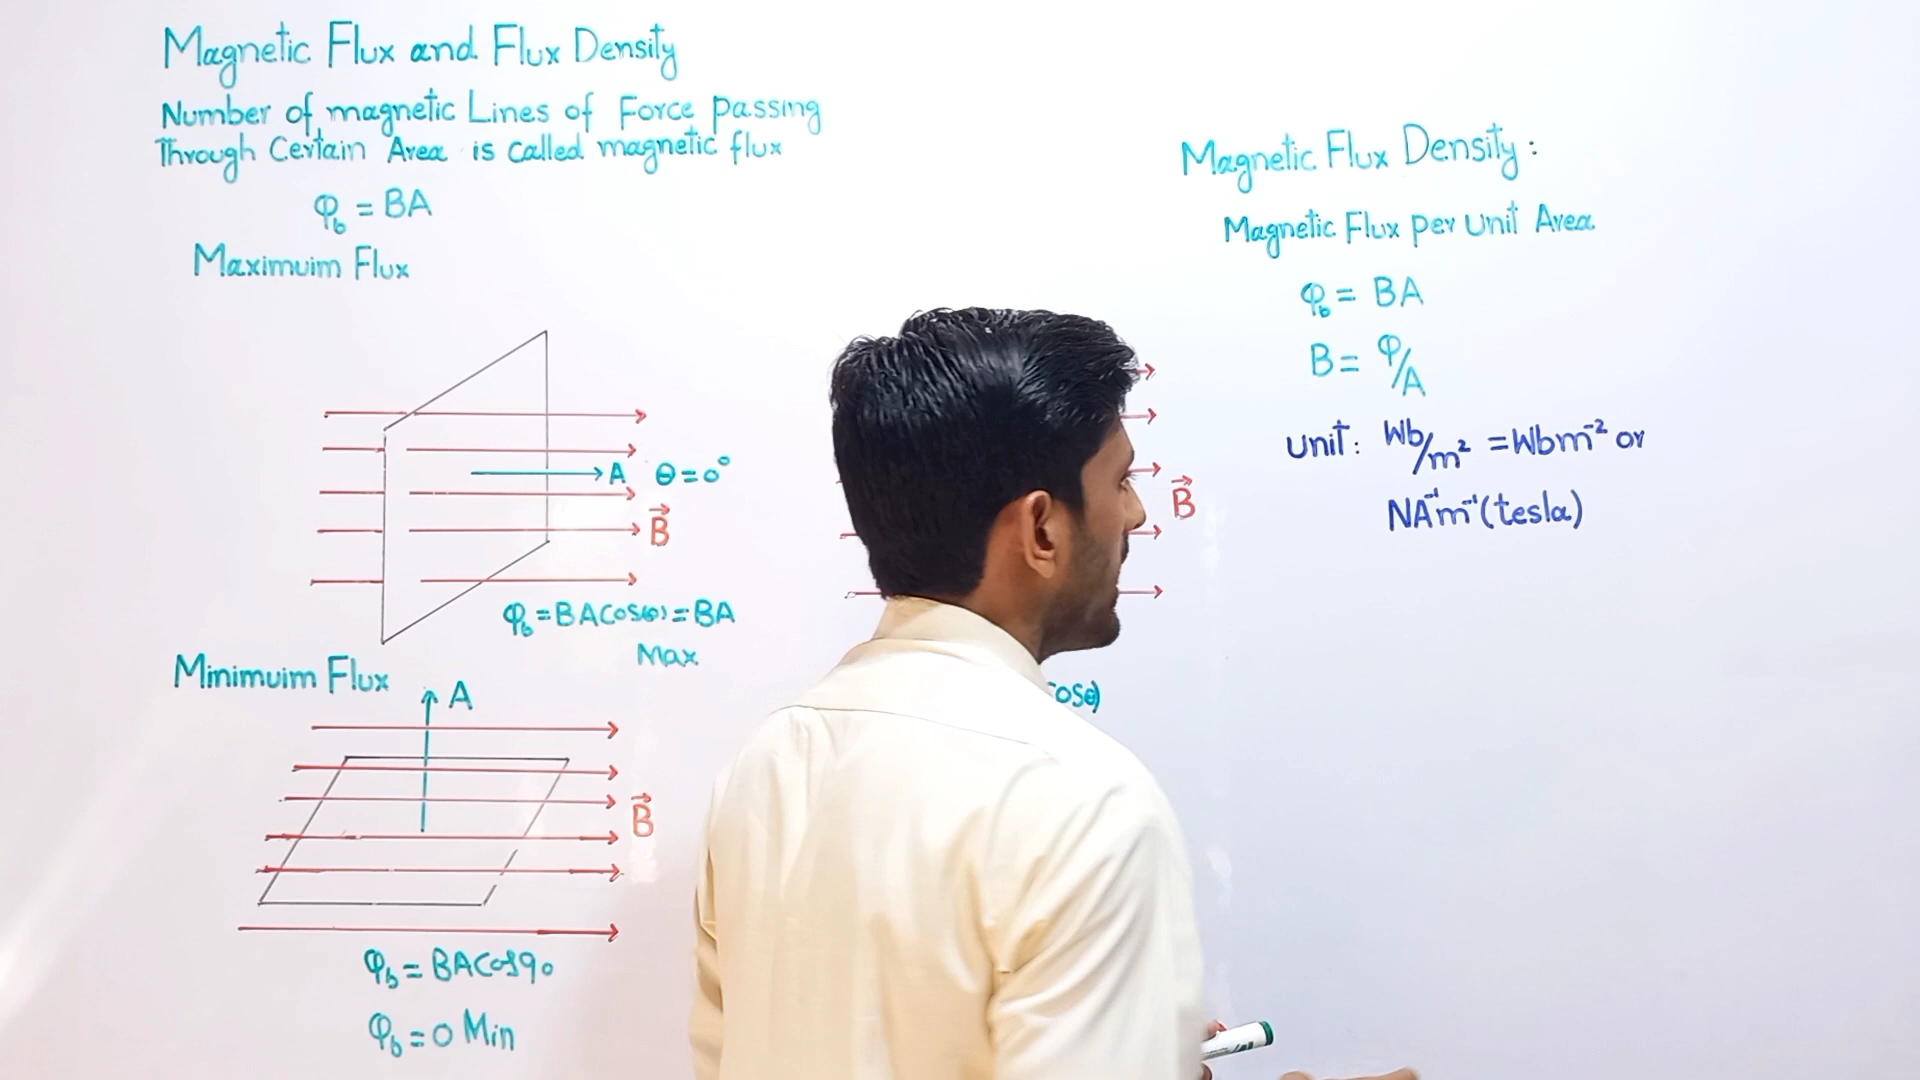 Magnetic Flux and Flux Density
Number of magnetic Lines of Force passing
Through Certain Area is called magnetic flux
φb = BA
Maximuim Flux
A θ = 0°
B⃗
φb = BACos(0) = BA
Max
Minimuim Flux
A
B⃗
φb = BACos90
φb = 0 Min
B⃗
osθ)
Magnetic Flux Density:
Magnetic Flux per Unit Area
φb = BA
B = φ/A
Unit: Wb/m² = Wbm⁻² or
NA⁻¹m⁻¹ (tesla)